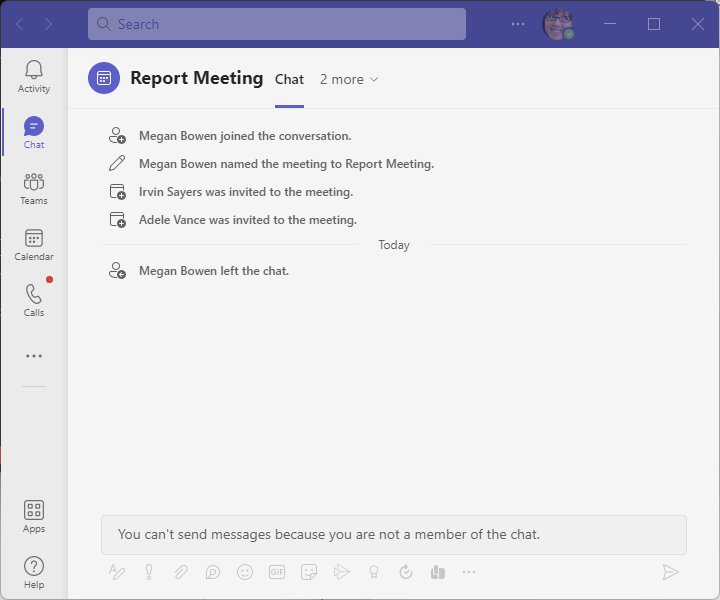 Search
Report Meeting
Chat
2 more
Activity
Chat
Teams
Calendar
Calls
Megan Bowen joined the conversation.
Megan Bowen named the meeting to Report Meeting.
Irvin Sayers was invited to the meeting.
Adele Vance was invited to the meeting.
Today
Megan Bowen left the chat.
You can't send messages because you are not a member of the chat.
GIF
Apps
Help